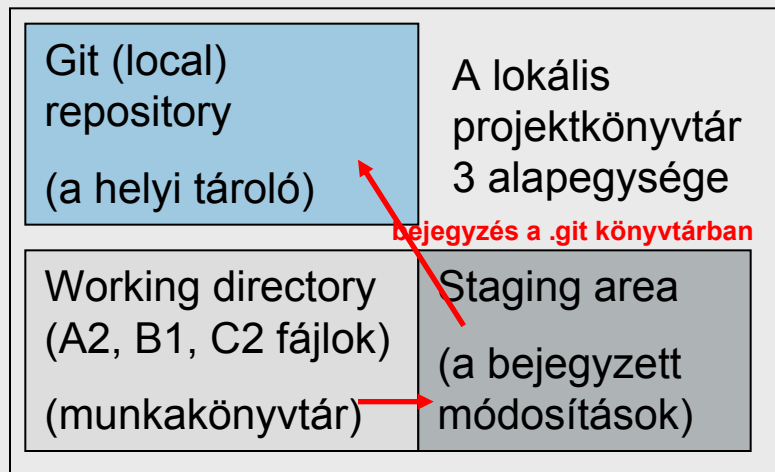 Git (local)
repository
(a helyi tároló)
A lokális
projektkönyvtár
3 alapegysége
bejegyzés a .git könyvtárban
Working directory
(A2, B1, C2 fájlok)
(munkakönyvtár)
Staging area
(a bejegyzett
módosítások)